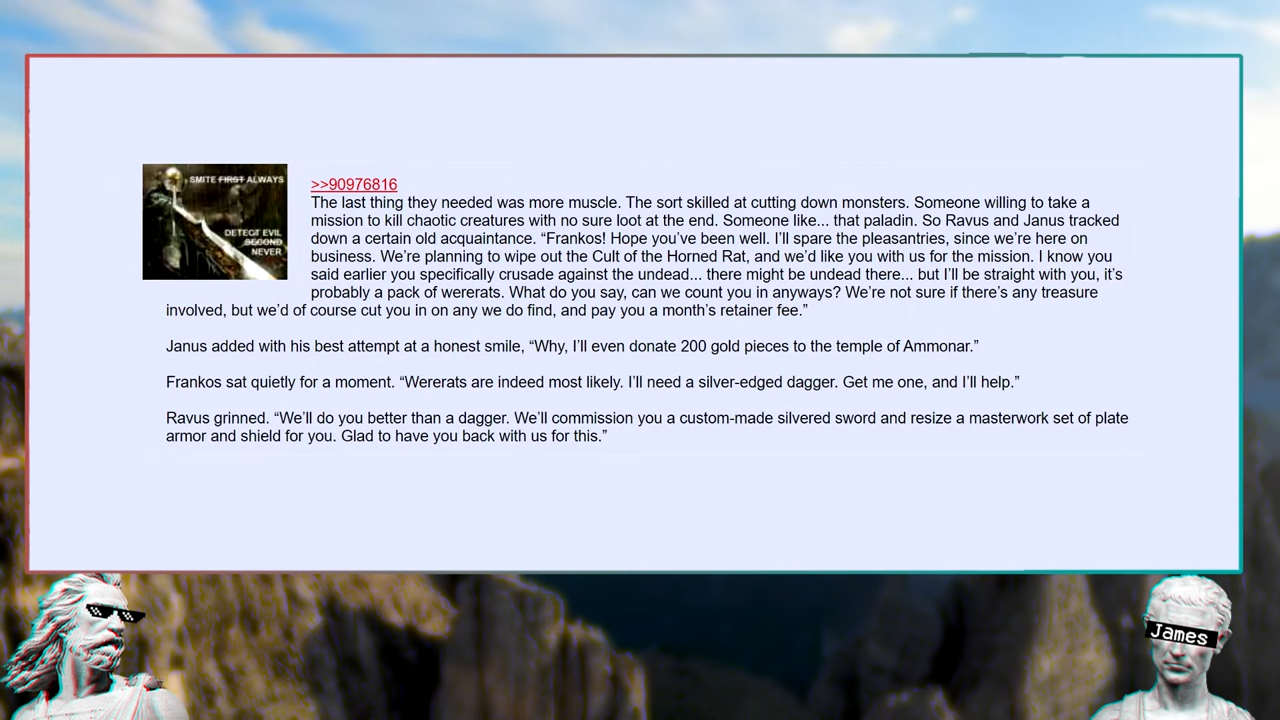 SMITE FIRST ALWAYS
DETECT EVIL
SECOND
NEVER
>>90976816
The last thing they needed was more muscle. The sort skilled at cutting down monsters. Someone willing to take a
mission to kill chaotic creatures with no sure loot at the end. Someone like... that paladin. So Ravus and Janus tracked
down a certain old acquaintance. “Frankos! Hope you’ve been well. I’ll spare the pleasantries, since we’re here on
business. We’re planning to wipe out the Cult of the Horned Rat, and we’d like you with us for the mission. I know you
said earlier you specifically crusade against the undead... there might be undead there... but I’ll be straight with you, it’s
probably a pack of wererats. What do you say, can we count you in anyways? We’re not sure if there’s any treasure
involved, but we’d of course cut you in on any we do find, and pay you a month’s retainer fee.”
Janus added with his best attempt at a honest smile, “Why, I’ll even donate 200 gold pieces to the temple of Ammonar.”
Frankos sat quietly for a moment. “Wererats are indeed most likely. I’ll need a silver-edged dagger. Get me one, and I’ll help.”
Ravus grinned. “We’ll do you better than a dagger. We’ll commission you a custom-made silvered sword and resize a masterwork set of plate
armor and shield for you. Glad to have you back with us for this.”
James